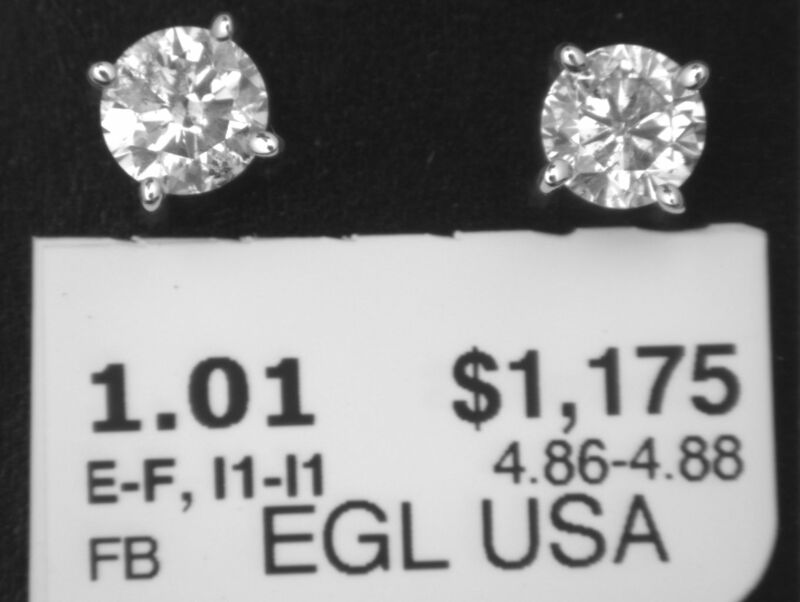 1.01 $1,175
E-F, I1-I1 4.86-4.88
FB EGL USA